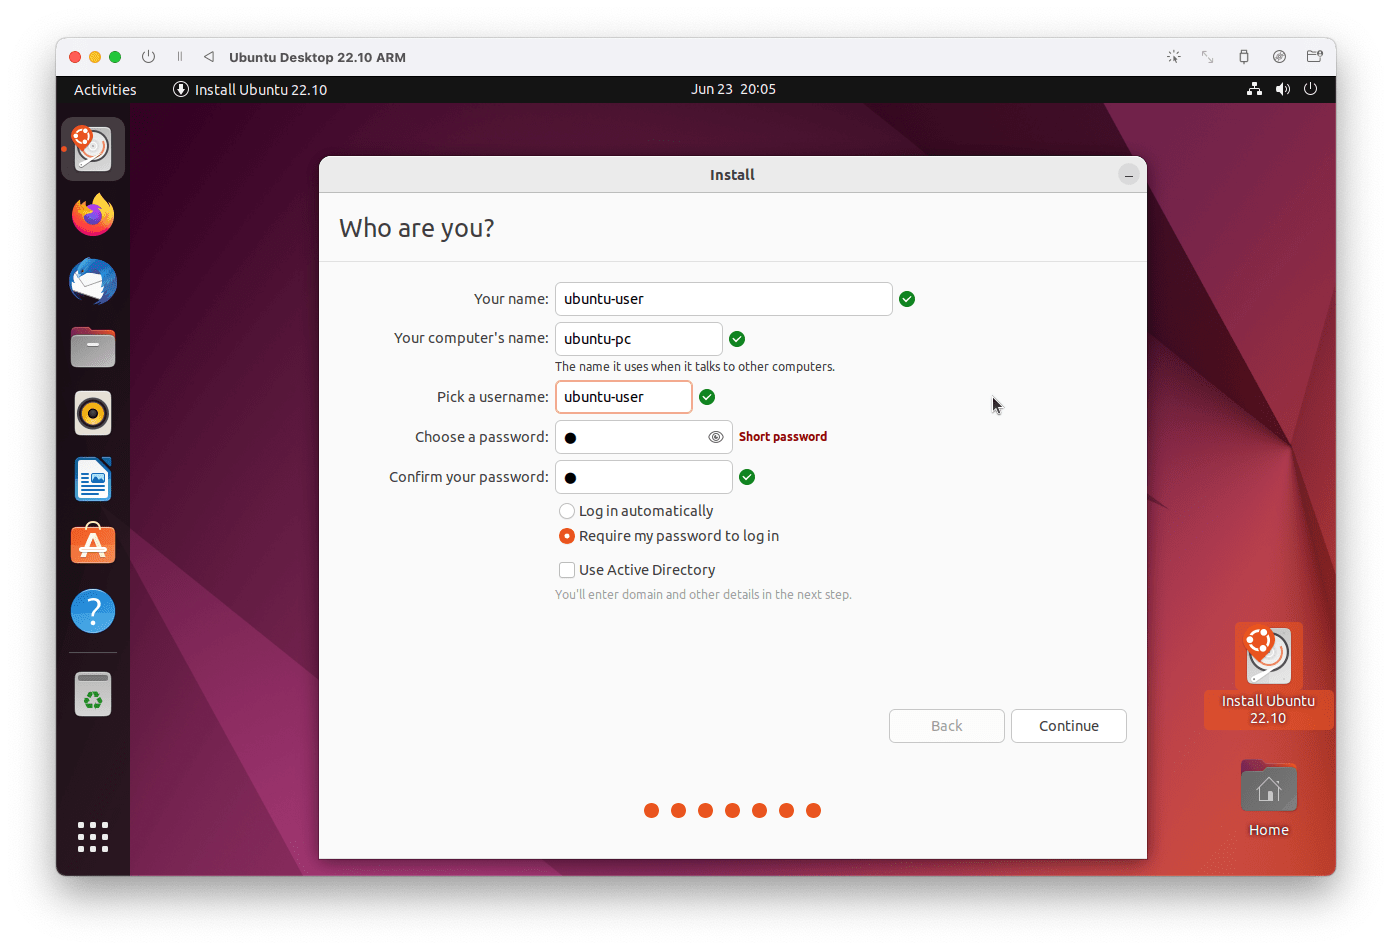 Ubuntu Desktop 22.10 ARM
Activities Install Ubuntu 22.10 Jun 23 20:05
Install
Who are you?
Your name: ubuntu-user
Your computer's name: ubuntu-pc
The name it uses when it talks to other computers.
Pick a username: ubuntu-user
Choose a password: ● Short password
Confirm your password: ●
Log in automatically
Require my password to log in
Use Active Directory
You'll enter domain and other details in the next step.
Back Continue
Install Ubuntu
22.10
Home